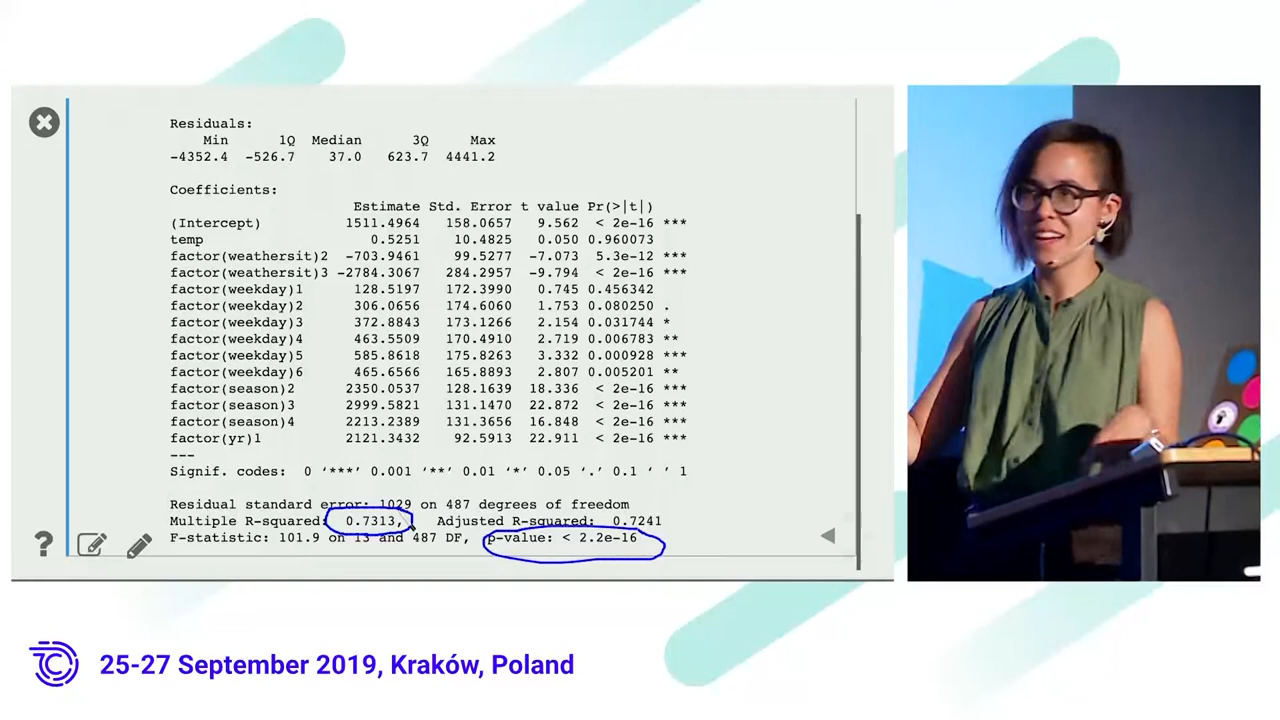 Residuals:
Min 1Q Median 3Q Max
-4352.4 -526.7 37.0 623.7 4441.2
Coefficients:
Estimate Std. Error t value Pr(>|t|)
(Intercept) 1511.4964 158.0657 9.562 < 2e-16 ***
temp 0.5251 10.4825 0.050 0.960073
factor(weathersit)2 -703.9461 99.5277 -7.073 5.3e-12 ***
factor(weathersit)3 -2784.3067 284.2957 -9.794 < 2e-16 ***
factor(weekday)1 128.5197 172.3990 0.745 0.456342
factor(weekday)2 306.0656 174.6060 1.753 0.080250 .
factor(weekday)3 372.8843 173.1266 2.154 0.031744 *
factor(weekday)4 463.5509 170.4910 2.719 0.006783 **
factor(weekday)5 585.8618 175.8263 3.332 0.000928 ***
factor(weekday)6 465.6566 165.8893 2.807 0.005201 **
factor(season)2 2350.0537 128.1639 18.336 < 2e-16 ***
factor(season)3 2999.5821 131.1470 22.872 < 2e-16 ***
factor(season)4 2213.2389 131.3656 16.848 < 2e-16 ***
factor(yr)1 2121.3432 92.5913 22.911 < 2e-16 ***
---
Signif. codes: 0 ‘***’ 0.001 ‘**’ 0.01 ‘*’ 0.05 ‘.’ 0.1 ‘ ’ 1
Residual standard error: 1029 on 487 degrees of freedom
Multiple R-squared: 0.7313, Adjusted R-squared: 0.7241
F-statistic: 101.9 on 13 and 487 DF, p-value: < 2.2e-16
?
25-27 September 2019, Kraków, Poland